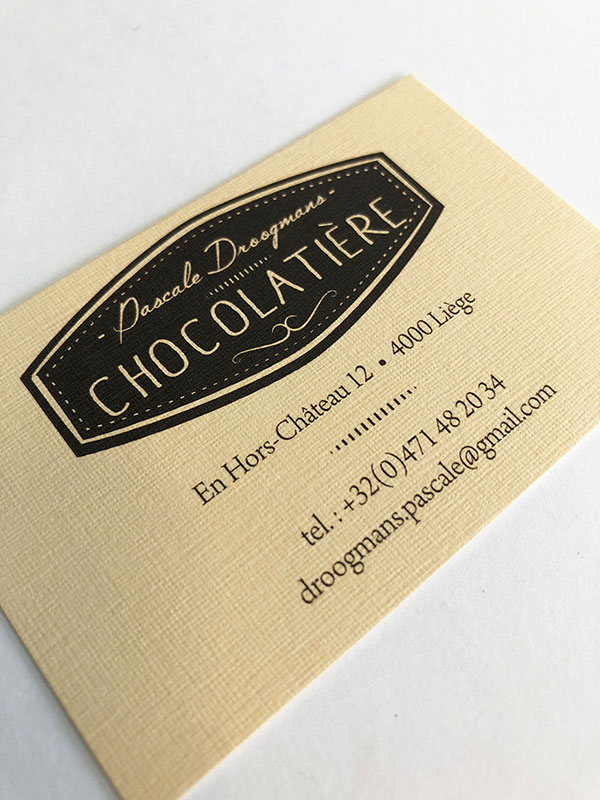 - Pascale Droogmans -
CHOCOLATIÈRE
En Hors-Château 12 • 4000 Liège
tel. : +32(0)471 48 20 34
droogmans.pascale@gmail.com